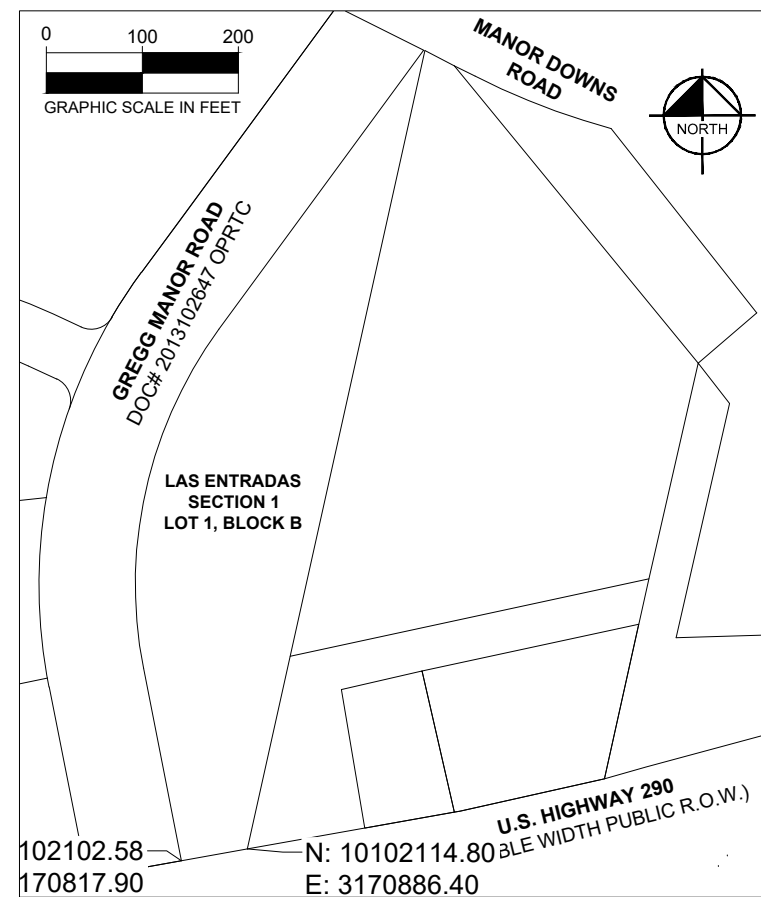 0 100 200
GRAPHIC SCALE IN FEET
MANOR DOWNS
ROAD
NORTH
GREGG MANOR ROAD
DOC# 2013102647 OPRTC
LAS ENTRADAS
SECTION 1
LOT 1, BLOCK B
U.S. HIGHWAY 290
BLE WIDTH PUBLIC R.O.W.)
102102.58
170817.90
N: 10102114.80
E: 3170886.40